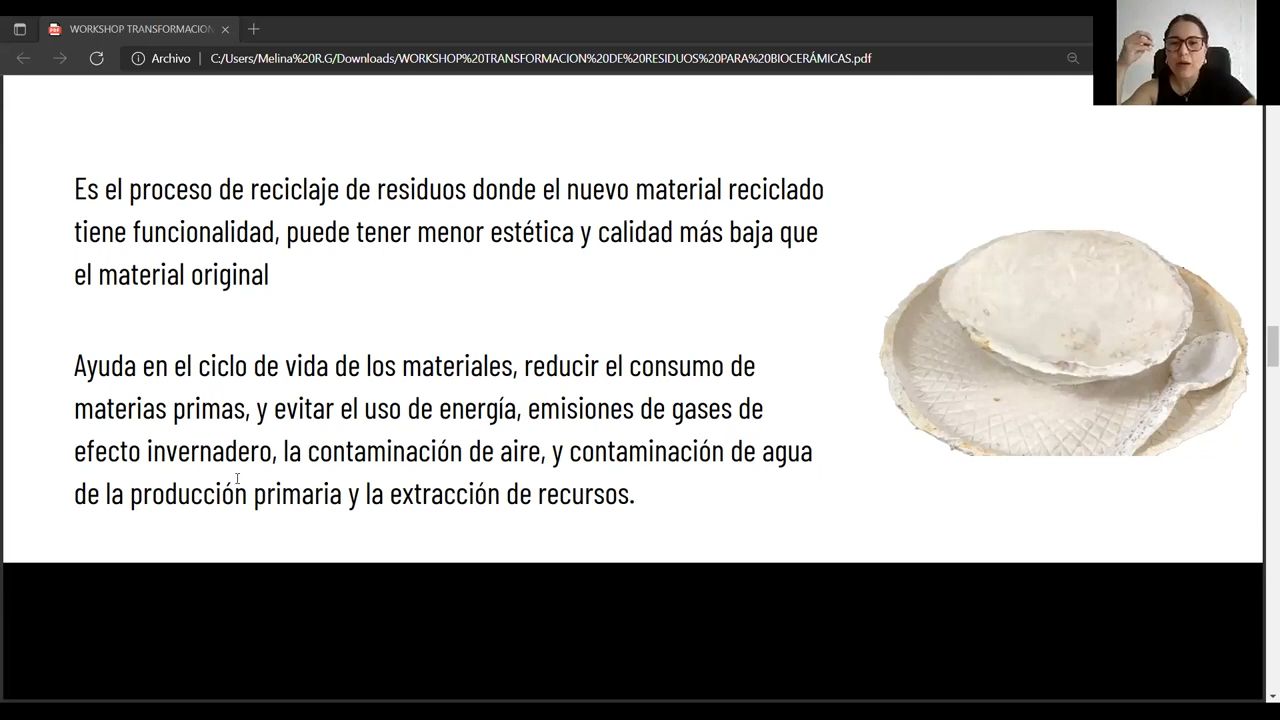 WORKSHOP TRANSFORMACION
Archivo
C:/Users/Melina%20R.G/Downloads/WORKSHOP%20TRANSFORMACION%20DE%20RESIDUOS%20PARA%20BIOCERÁMICAS.pdf
Es el proceso de reciclaje de residuos donde el nuevo material reciclado
tiene funcionalidad, puede tener menor estética y calidad más baja que
el material original
Ayuda en el ciclo de vida de los materiales, reducir el consumo de
materias primas, y evitar el uso de energía, emisiones de gases de
efecto invernadero, la contaminación de aire, y contaminación de agua
de la producción primaria y la extracción de recursos.